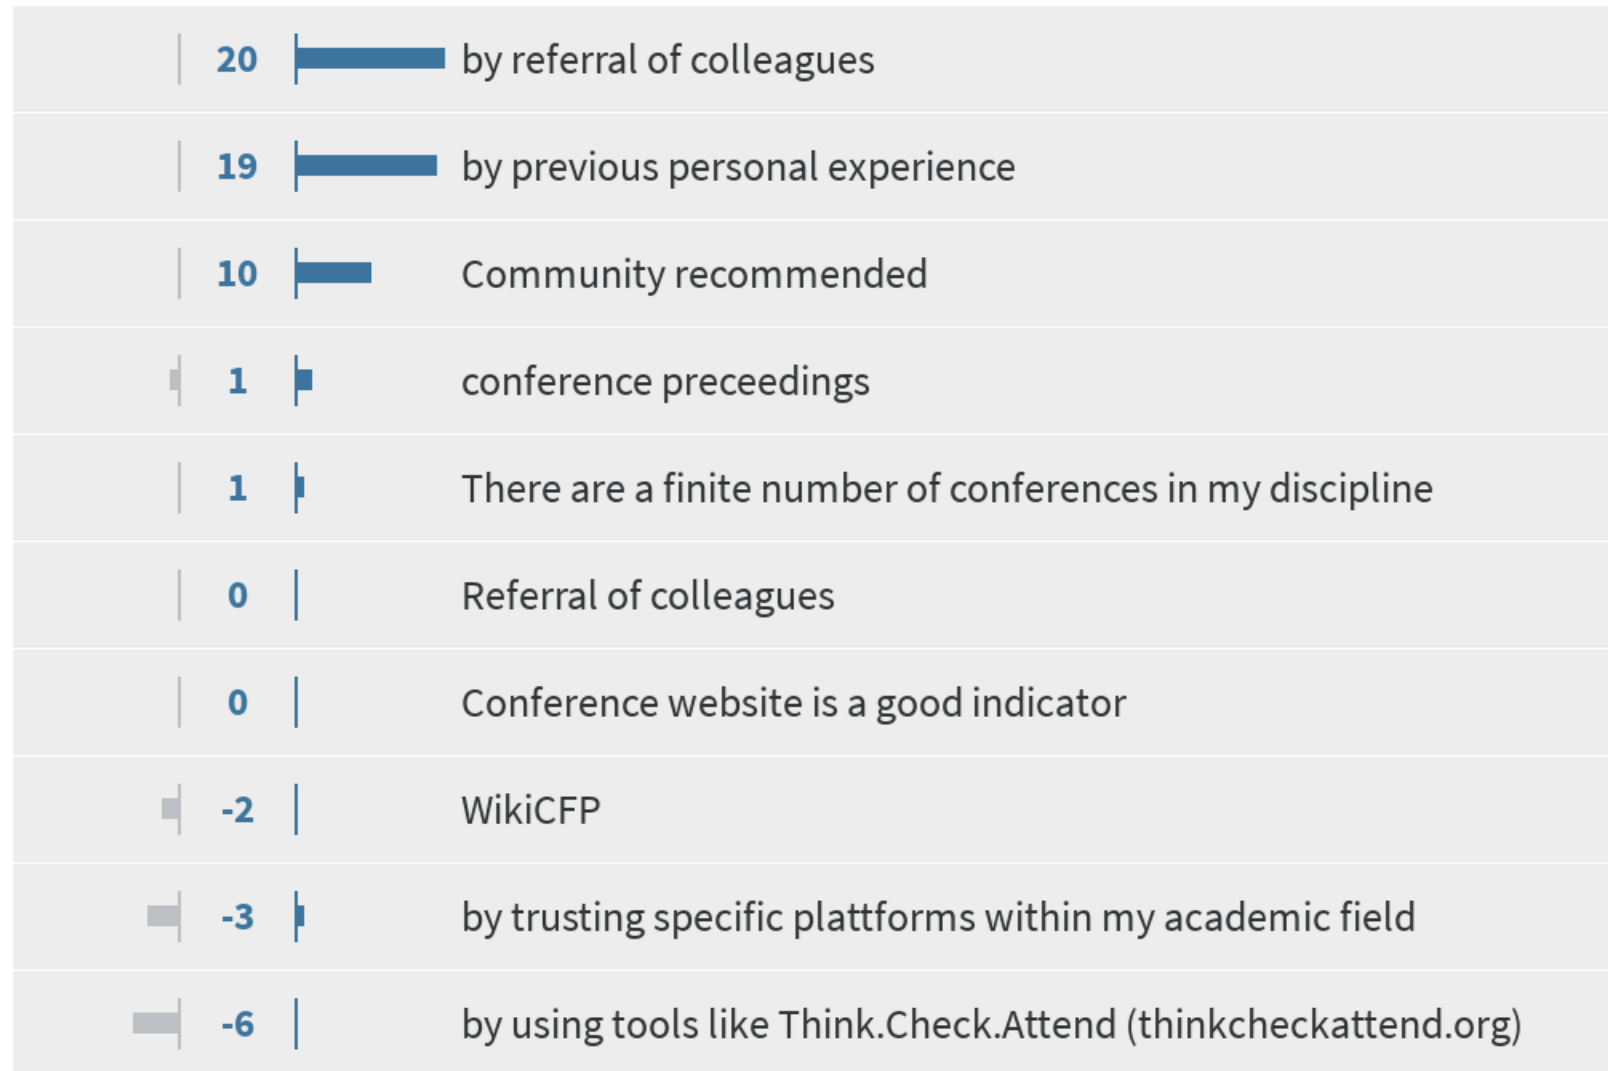 20 by referral of colleagues
19 by previous personal experience
10 Community recommended
1 conference preceedings
1 There are a finite number of conferences in my discipline
0 Referral of colleagues
0 Conference website is a good indicator
-2 WikiCFP
-3 by trusting specific plattforms within my academic field
-6 by using tools like Think.Check.Attend (thinkcheckattend.org)